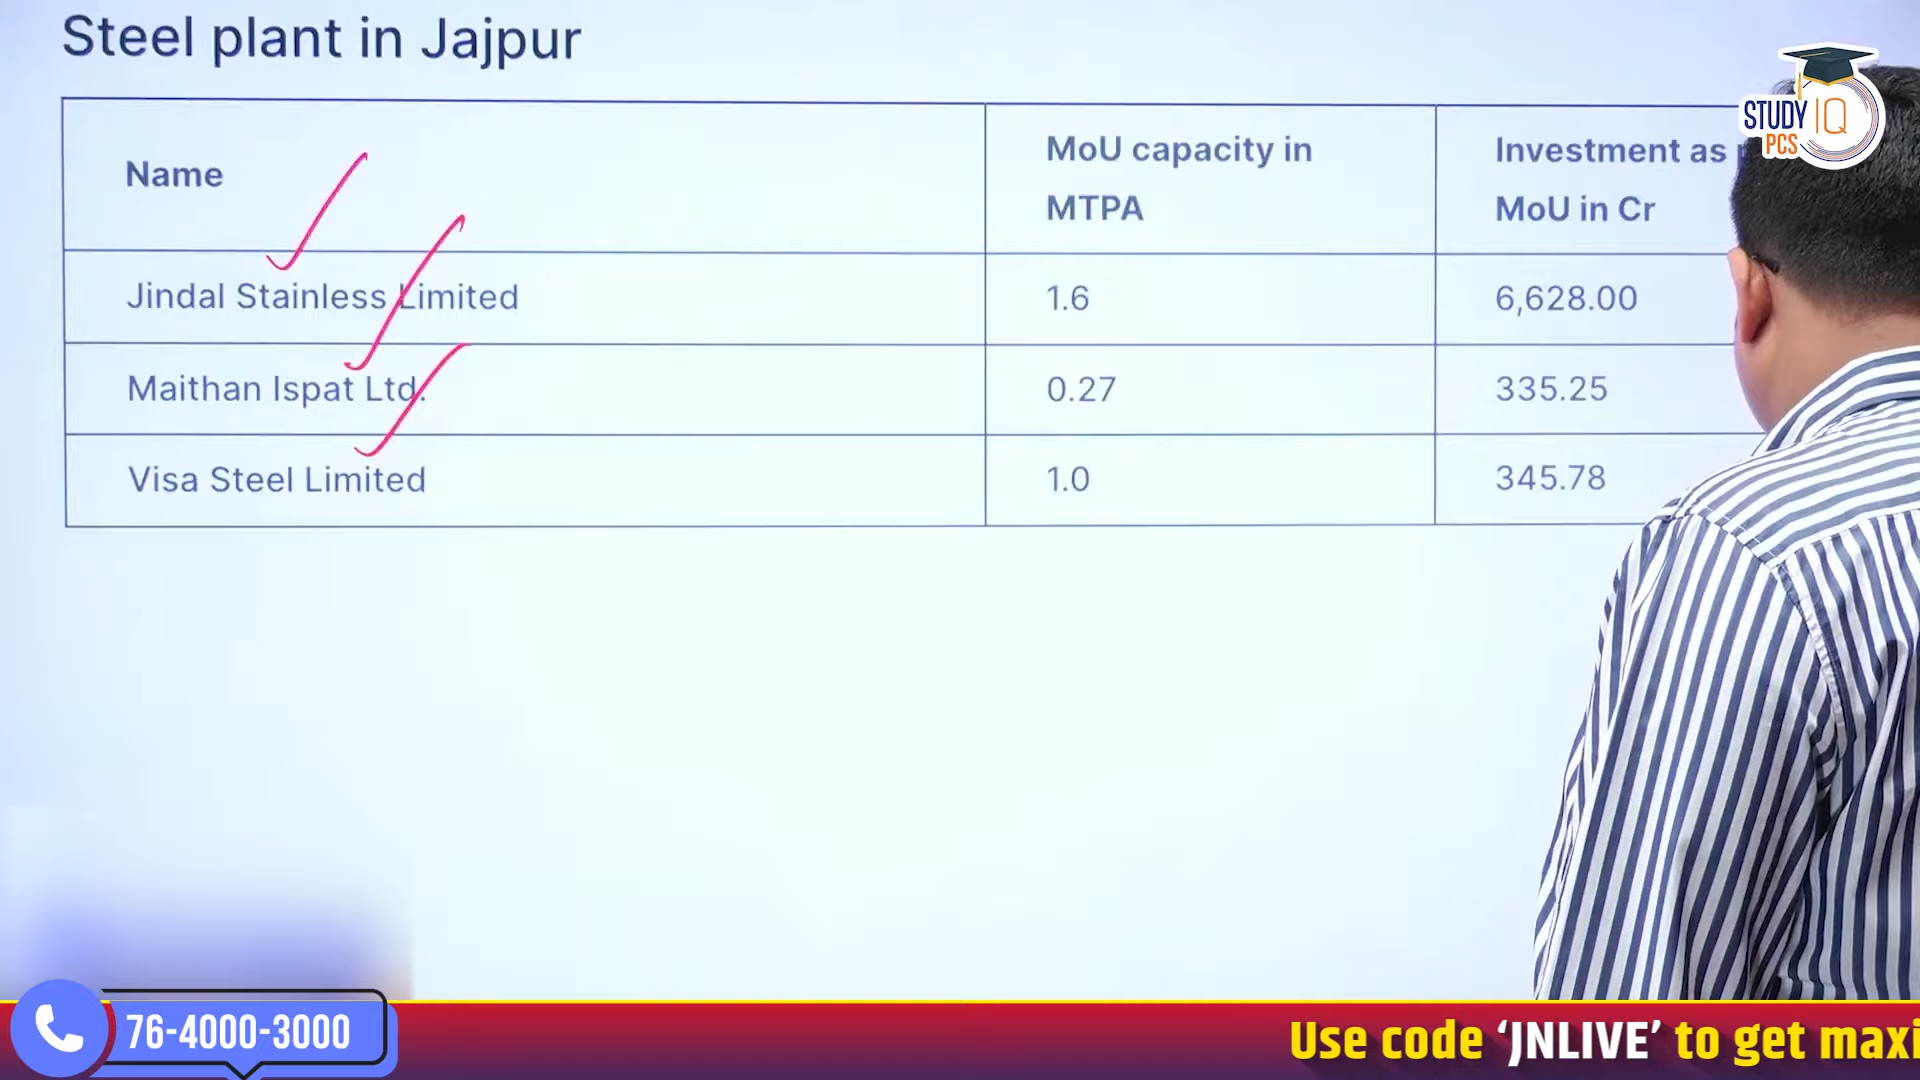 Steel plant in Jajpur
STUDY IQ
PCS
Name
MoU capacity in
MTPA
Investment as
MoU in Cr
Jindal Stainless Limited
1.6
6,628.00
Maithan Ispat Ltd.
0.27
335.25
Visa Steel Limited
1.0
345.78
76-4000-3000
Use code ‘JNLIVE’ to get maxi